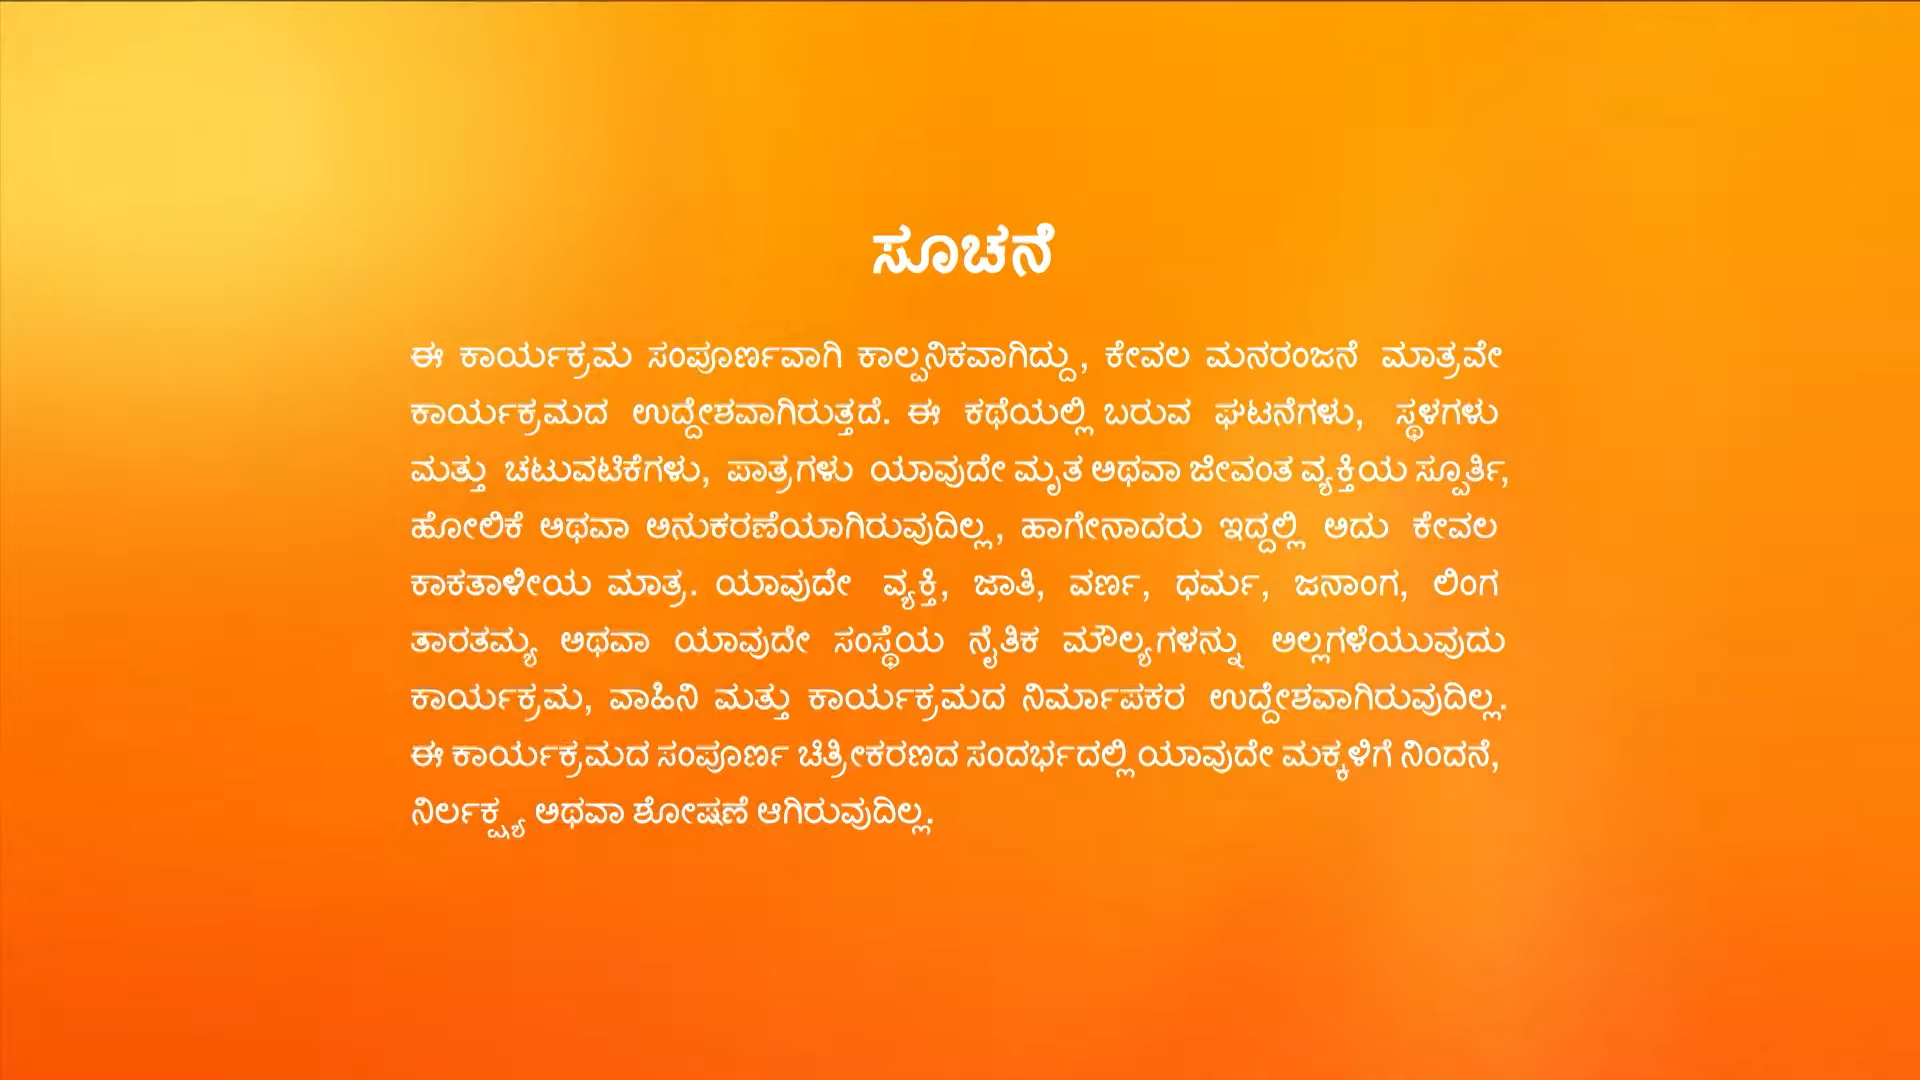 ಸೂಚನೆ
ಈ ಕಾರ್ಯಕ್ರಮ ಸಂಪೂರ್ಣವಾಗಿ ಕಾಲ್ಪನಿಕವಾಗಿದ್ದು, ಕೇವಲ ಮನರಂಜನೆ ಮಾತ್ರವೇ
ಕಾರ್ಯಕ್ರಮದ ಉದ್ದೇಶವಾಗಿರುತ್ತದೆ. ಈ ಕಥೆಯಲ್ಲಿ ಬರುವ ಘಟನೆಗಳು, ಸ್ಥಳಗಳು
ಮತ್ತು ಚಟುವಟಿಕೆಗಳು, ಪಾತ್ರಗಳು ಯಾವುದೇ ಮೃತ ಅಥವಾ ಜೀವಂತ ವ್ಯಕ್ತಿಯ ಸ್ಪೂರ್ತಿ,
ಹೋಲಿಕೆ ಅಥವಾ ಅನುಕರಣೆಯಾಗಿರುವುದಿಲ್ಲ, ಹಾಗೇನಾದರು ಇದ್ದಲ್ಲಿ ಅದು ಕೇವಲ
ಕಾಕತಾಳೀಯ ಮಾತ್ರ. ಯಾವುದೇ ವ್ಯಕ್ತಿ, ಜಾತಿ, ವರ್ಣ, ಧರ್ಮ, ಜನಾಂಗ, ಲಿಂಗ
ತಾರತಮ್ಯ ಅಥವಾ ಯಾವುದೇ ಸಂಸ್ಥೆಯ ನೈತಿಕ ಮೌಲ್ಯಗಳನ್ನು ಅಲ್ಲಗಳೆಯುವುದು
ಕಾರ್ಯಕ್ರಮ, ವಾಹಿನಿ ಮತ್ತು ಕಾರ್ಯಕ್ರಮದ ನಿರ್ಮಾಪಕರ ಉದ್ದೇಶವಾಗಿರುವುದಿಲ್ಲ.
ಈ ಕಾರ್ಯಕ್ರಮದ ಸಂಪೂರ್ಣ ಚಿತ್ರೀಕರಣದ ಸಂದರ್ಭದಲ್ಲಿ ಯಾವುದೇ ಮಕ್ಕಳಿಗೆ ನಿಂದನೆ,
ನಿರ್ಲಕ್ಷ್ಯ ಅಥವಾ ಶೋಷಣೆ ಆಗಿರುವುದಿಲ್ಲ.